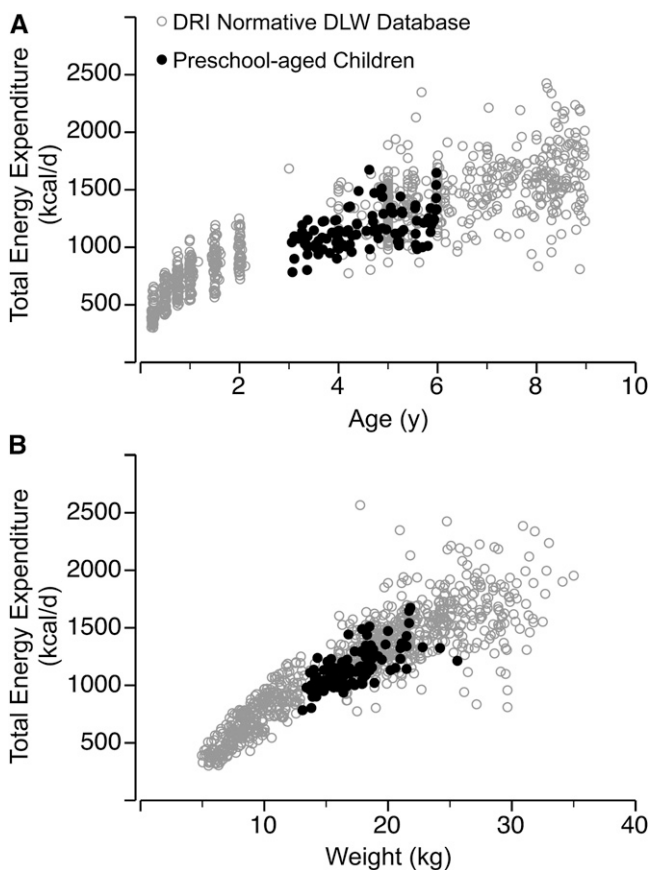 A
DRI Normative DLW Database
Preschool-aged Children
Total Energy Expenditure
(kcal/d)
2500
2000
1500
1000
500
2
4
6
8
10
Age (y)
B
Total Energy Expenditure
(kcal/d)
2500
2000
1500
1000
500
10
20
30
40
Weight (kg)